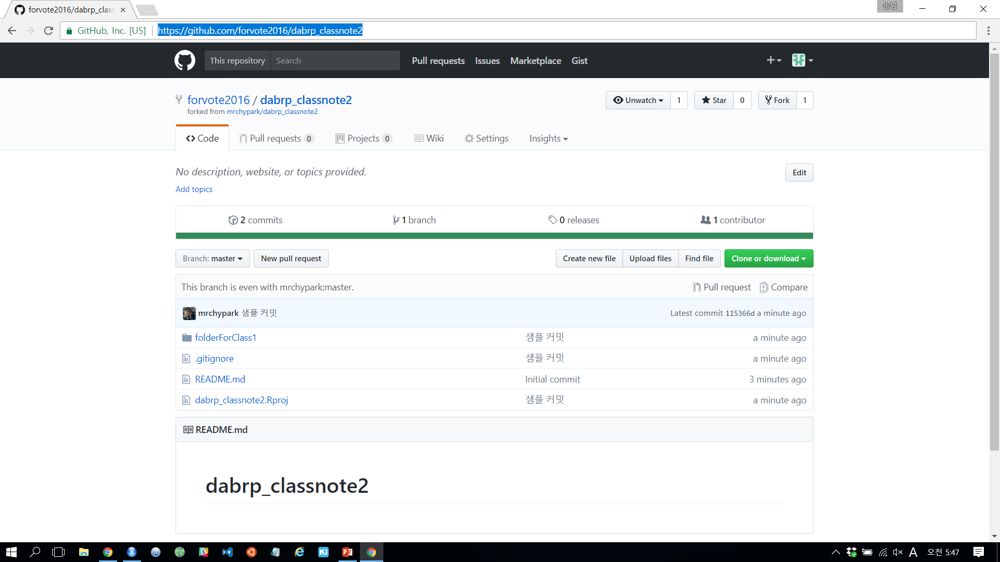 forvote2016/dabrp_clas
손님
GitHub, Inc. [US] https://github.com/forvote2016/dabrp_classnote2
This repository Search Pull requests Issues Marketplace Gist
forvote2016 / dabrp_classnote2
Unwatch 1 Star 0 Fork 1
forked from mrchypark/dabrp_classnote2
Code Pull requests 0 Projects 0 Wiki Settings Insights
No description, website, or topics provided.
Edit
Add topics
2 commits 1 branch 0 releases 1 contributor
Branch: master New pull request Create new file Upload files Find file Clone or download
This branch is even with mrchypark:master. Pull request Compare
mrchypark 샘플 커밋 Latest commit 115366d a minute ago
folderForClass1 샘플 커밋 a minute ago
.gitignore 샘플 커밋 a minute ago
README.md Initial commit 3 minutes ago
dabrp_classnote2.Rproj 샘플 커밋 a minute ago
README.md
dabrp_classnote2
A 오전 5:47